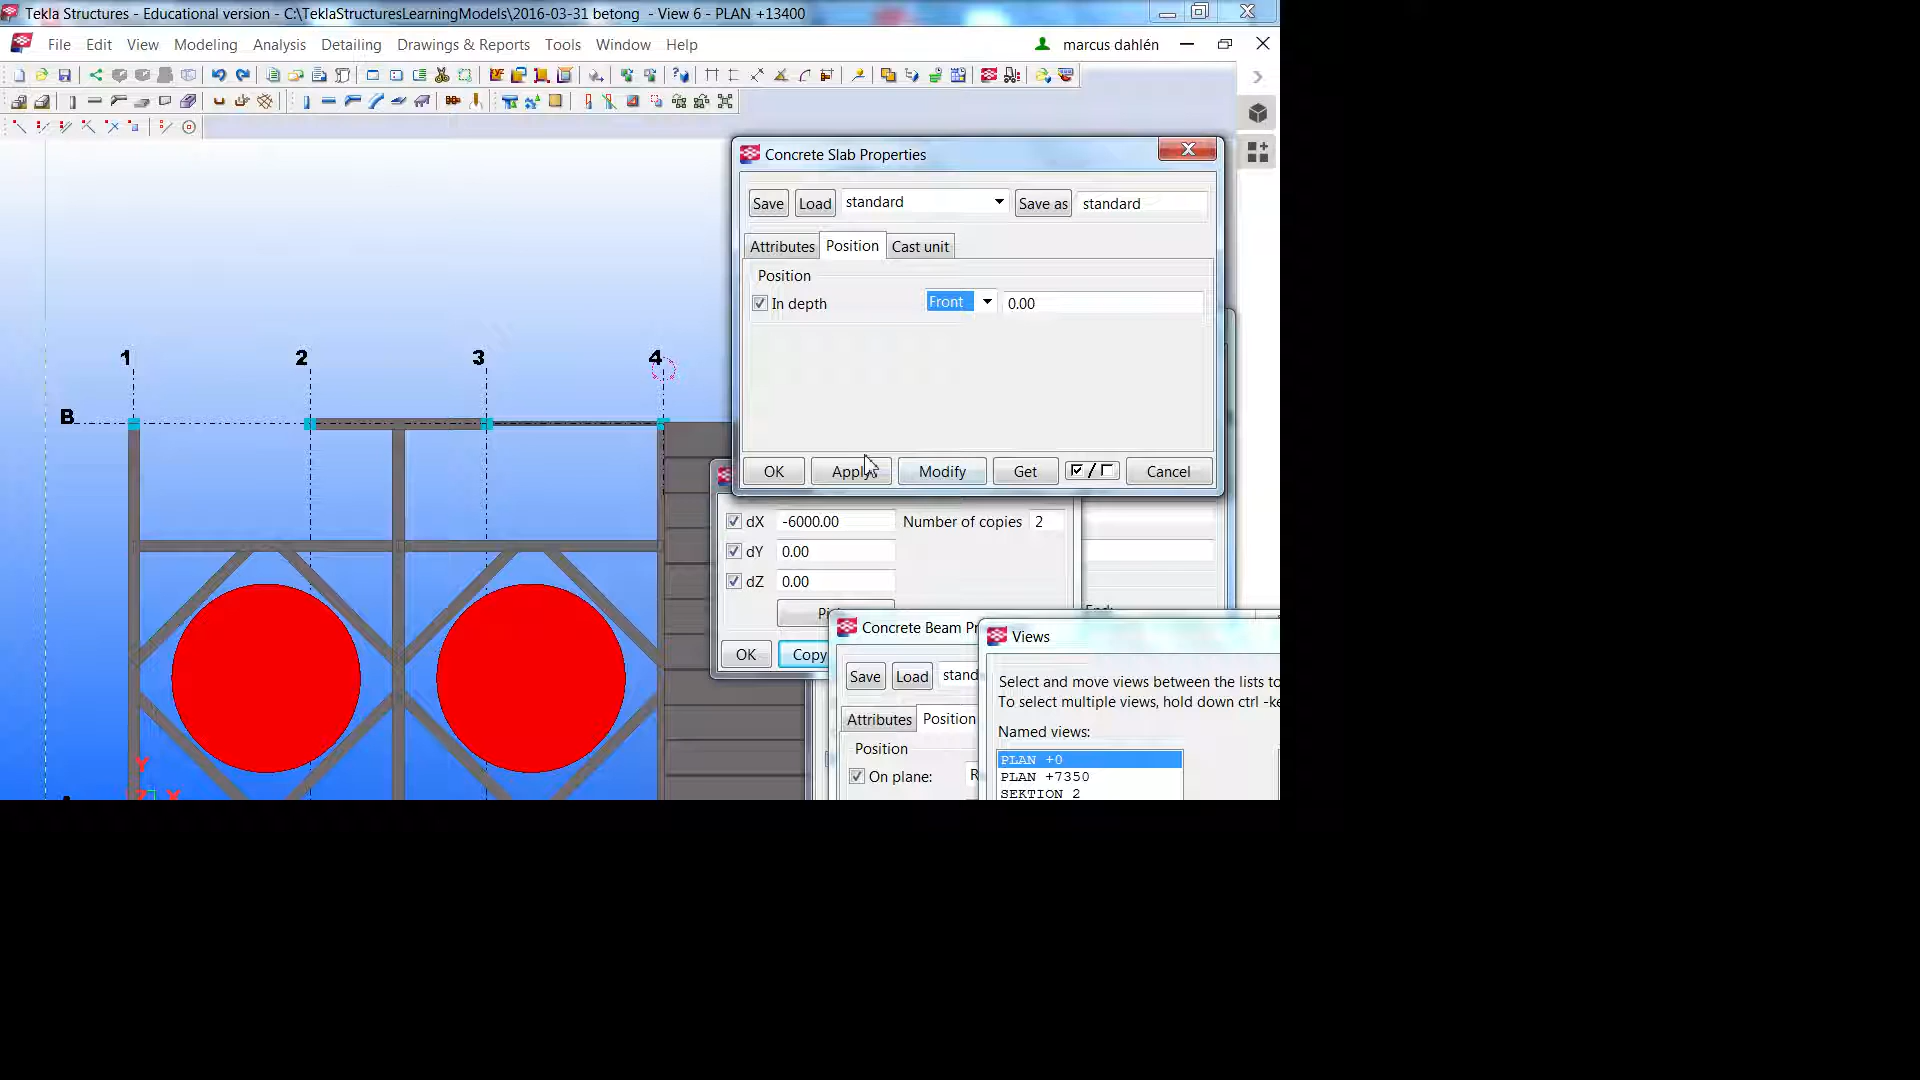 Tekla Structures - Educational version - C:\TeklaStructuresLearningModels\2016-03-31 betong - View 6 - PLAN +13400
File Edit View Modeling Analysis Detailing Drawings & Reports Tools Window Help
marcus dahlén
Concrete Slab Properties
Save Load standard Save as standard
Attributes Position Cast unit
Position
In depth Front 0.00
1 2 3 4
B
OK Apply Modify Get / Cancel
dX -6000.00 Number of copies 2
dY 0.00
dZ 0.00
End:
OK Copy
Concrete Beam Pr
Save Load stand
Attributes Position
Position
On plane:
Views
Select and move views between the lists to
To select multiple views, hold down ctrl -ke
Named views:
PLAN +0
PLAN +7350
SEKTION 2
Y
Z X